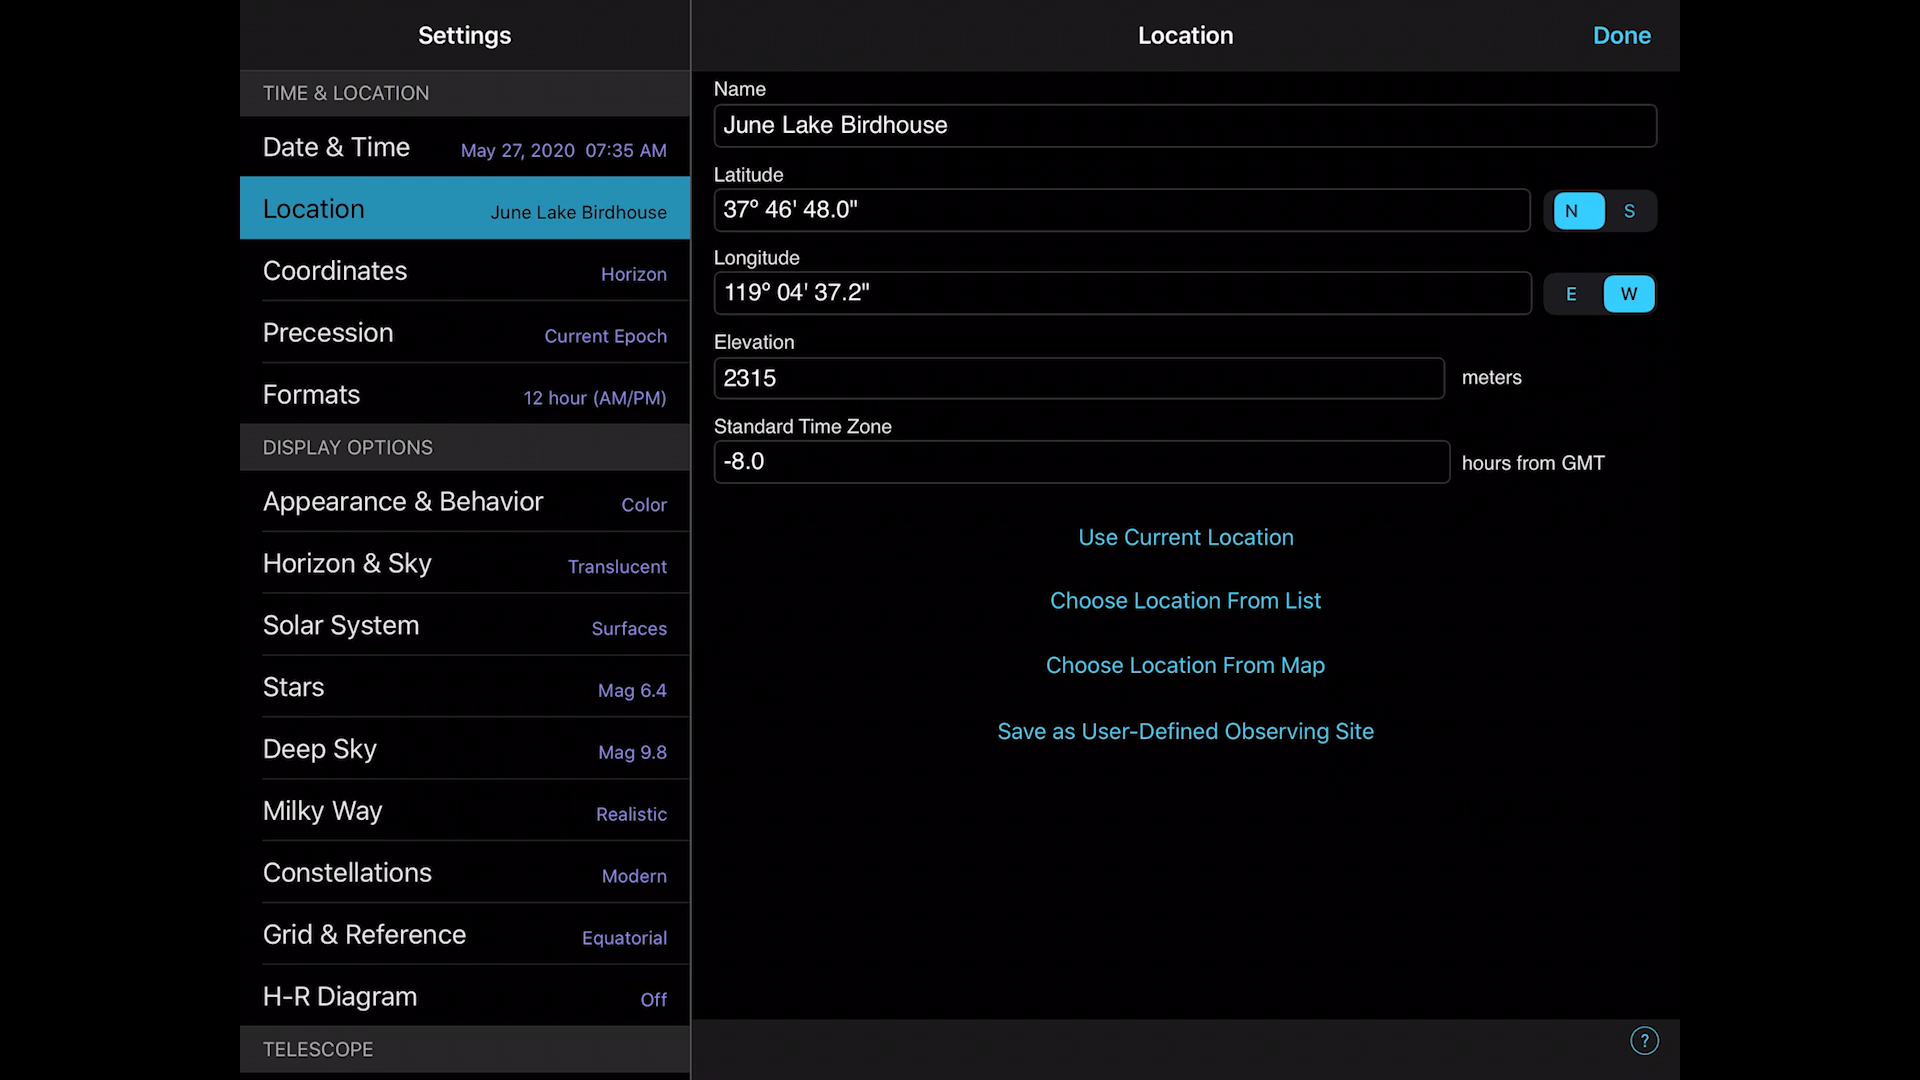 Settings
TIME & LOCATION
Date & Time May 27, 2020 07:35 AM
Location June Lake Birdhouse
Coordinates Horizon
Precession Current Epoch
Formats 12 hour (AM/PM)
DISPLAY OPTIONS
Appearance & Behavior Color
Horizon & Sky Translucent
Solar System Surfaces
Stars Mag 6.4
Deep Sky Mag 9.8
Milky Way Realistic
Constellations Modern
Grid & Reference Equatorial
H-R Diagram Off
TELESCOPE
Location Done
Name
June Lake Birdhouse
Latitude
37° 46' 48.0" N S
Longitude
119° 04' 37.2" E W
Elevation
2315 meters
Standard Time Zone
-8.0 hours from GMT
Use Current Location
Choose Location From List
Choose Location From Map
Save as User-Defined Observing Site
?